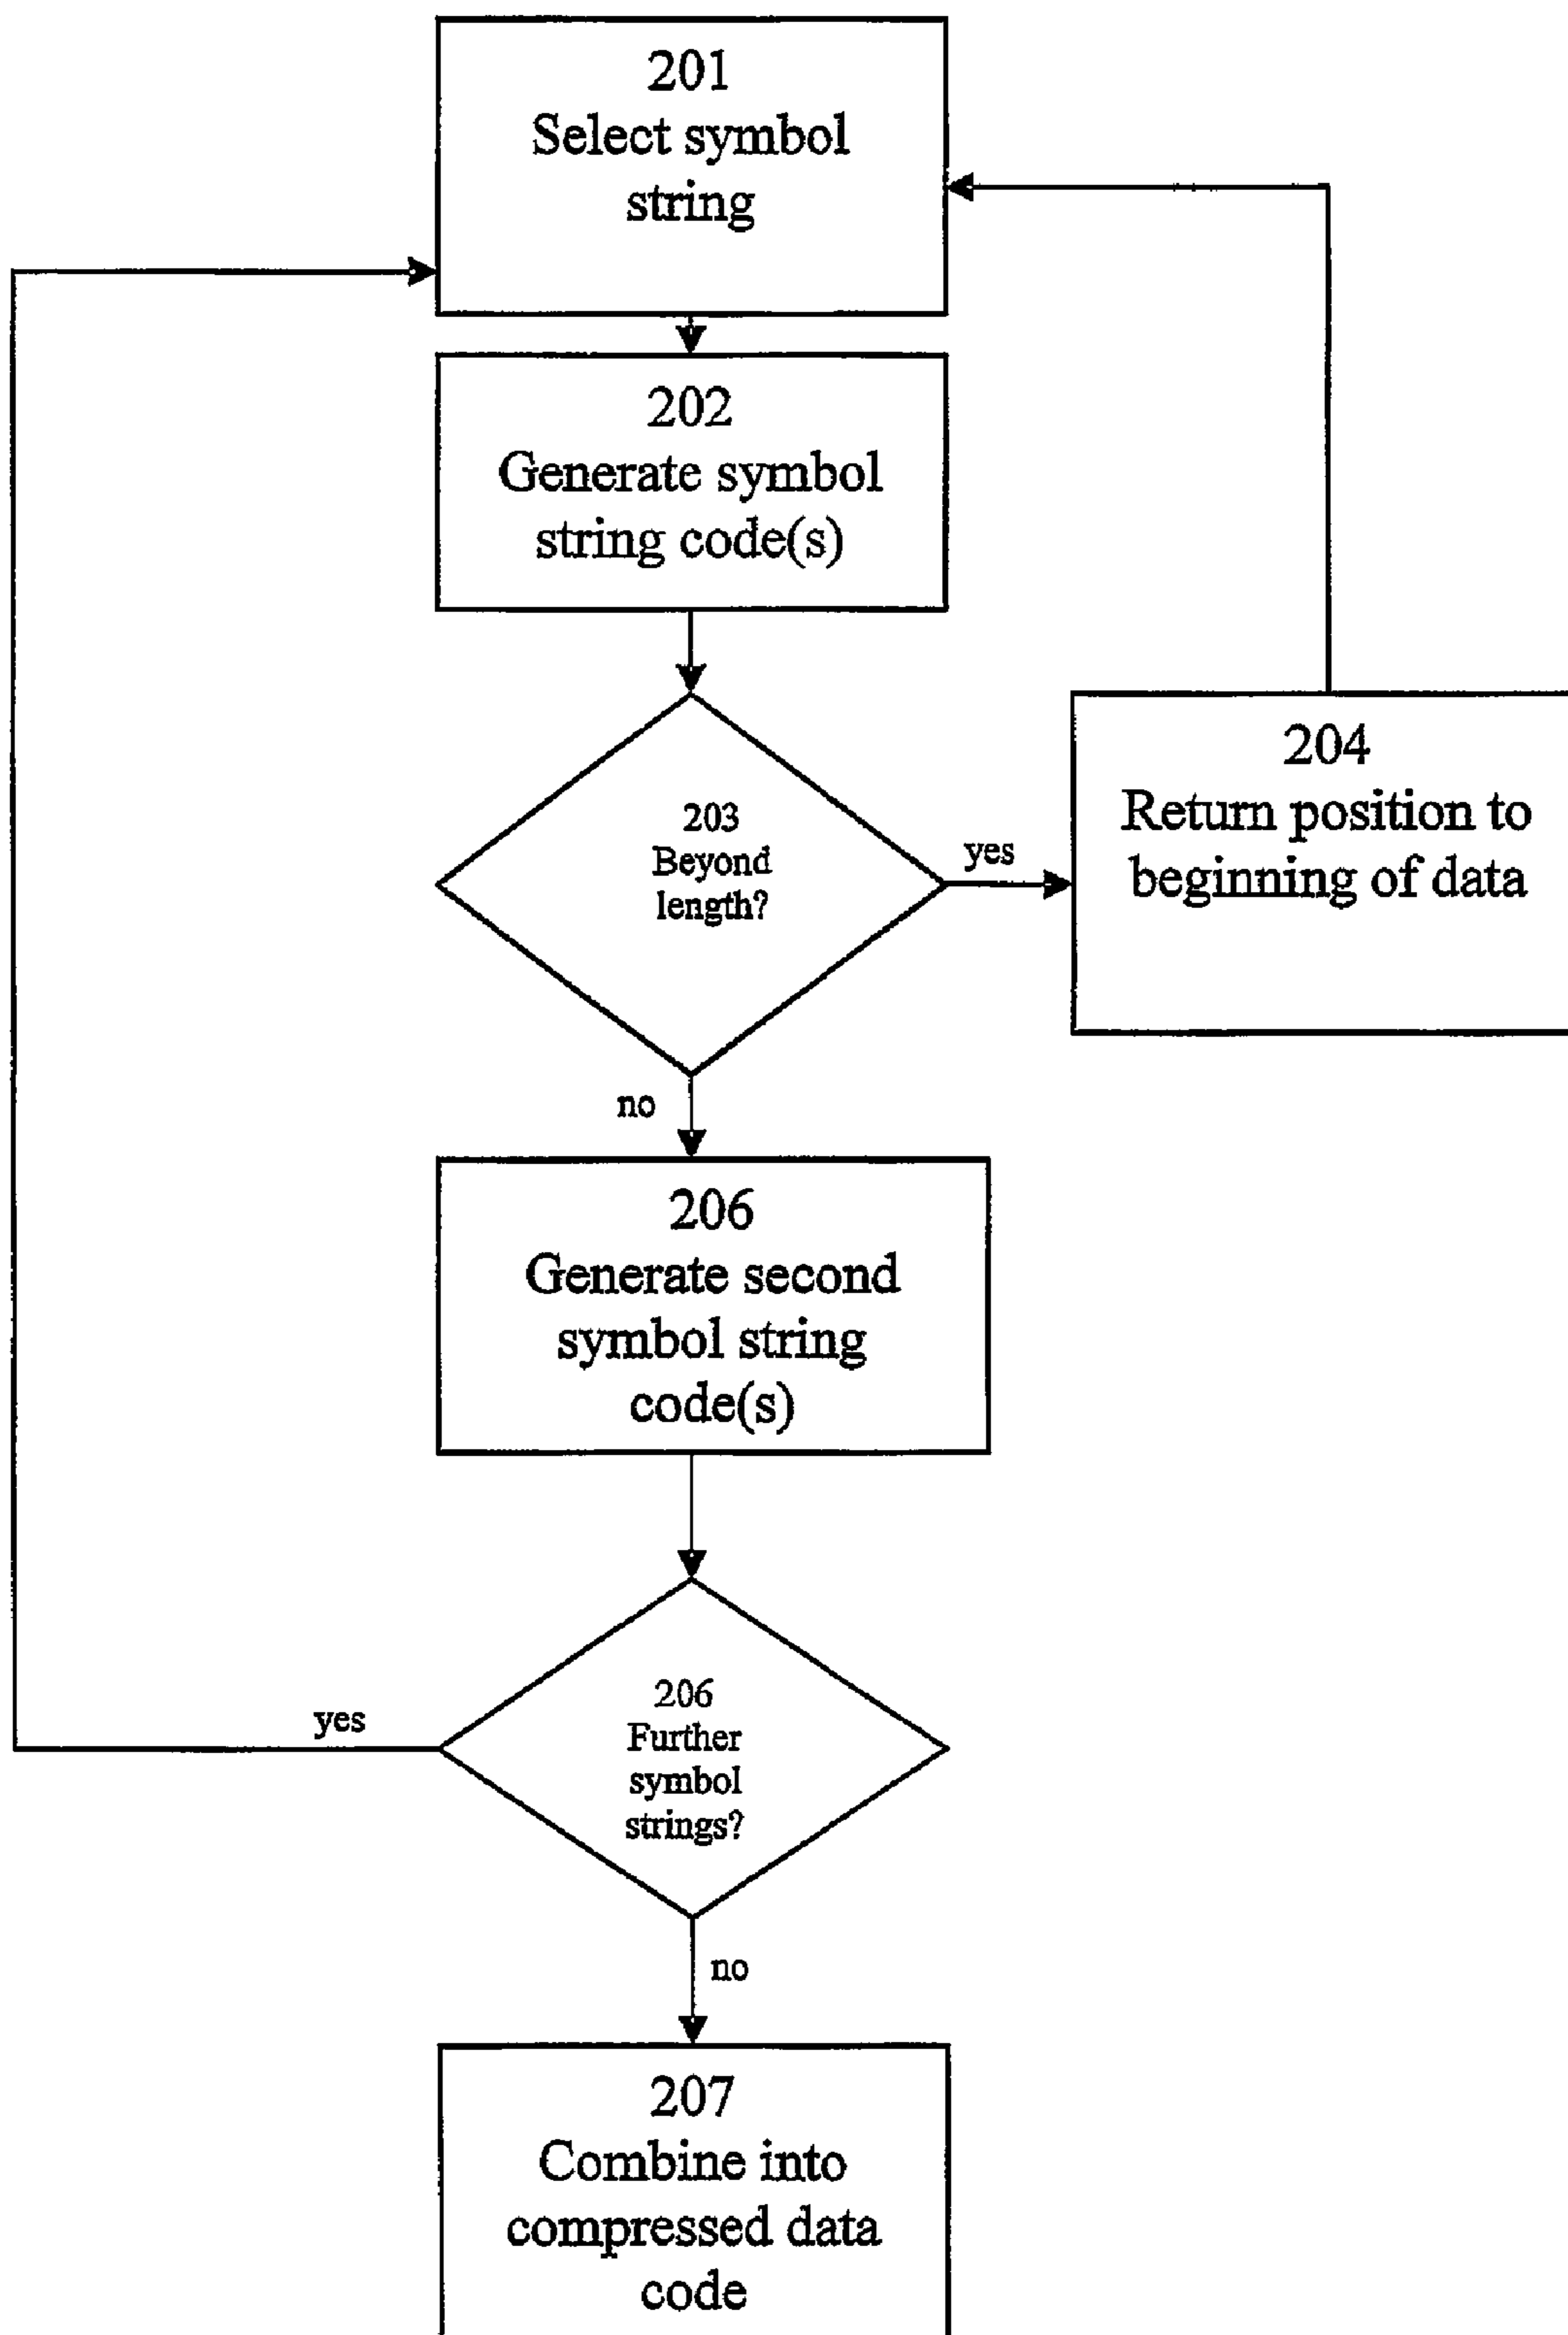 201
Select symbol
string
202
Generate symbol
string code(s)
203
Beyond
length?
yes
204
Return position to
beginning of data
no
206
Generate second
symbol string
code(s)
yes
206
Further
symbol
strings?
no
207
Combine into
compressed data
code